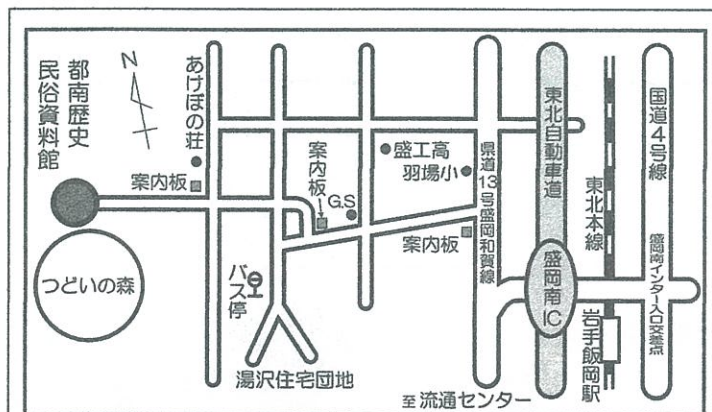 都南歴史
民俗資料館
N
あけぼの荘
案内板
つどいの森
バス停
湯沢住宅団地
案内板
G.S
盛工高
羽場小
案内板
県道13号盛岡和賀線
東北自動車道
盛岡南IC
東北本線
岩手飯岡駅
国道4号線
盛岡南インター入口交差点
至流通センター